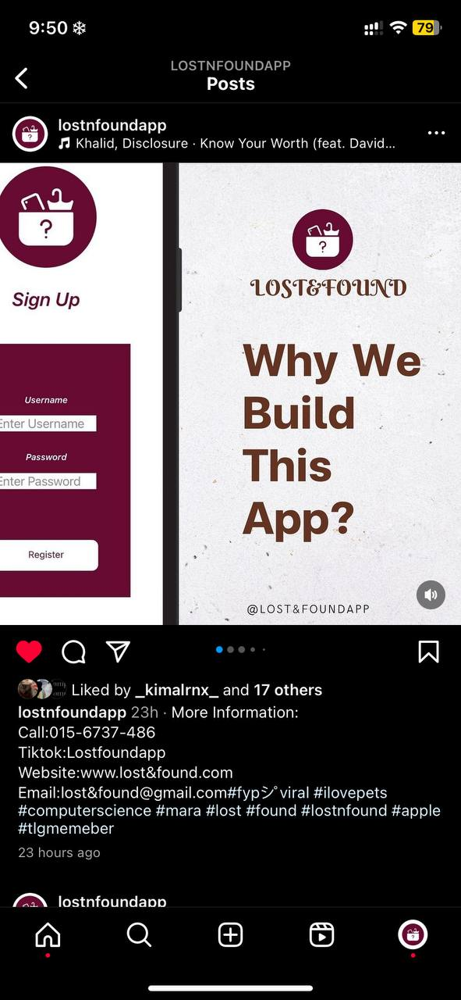 9:50
79
LOSTNFOUNDAPP
Posts
lostnfoundapp
Khalid, Disclosure · Know Your Worth (feat. David...
?
Sign Up
Username
Enter Username
Password
Enter Password
Register
?
LOST&FOUND
Why We
Build
This
App?
@LOST&FOUNDAPP
Liked by _kimalrnx_ and 17 others
lostnfoundapp 23h · More Information:
Call:015-6737-486
Tiktok:Lostfoundapp
Website:www.lost&found.com
Email:lost&found@gmail.com#fypシ゚viral #ilovepets
#computerscience #mara #lost #found #lostnfound #apple
#tlgmemeber
23 hours ago
lostnfoundapp